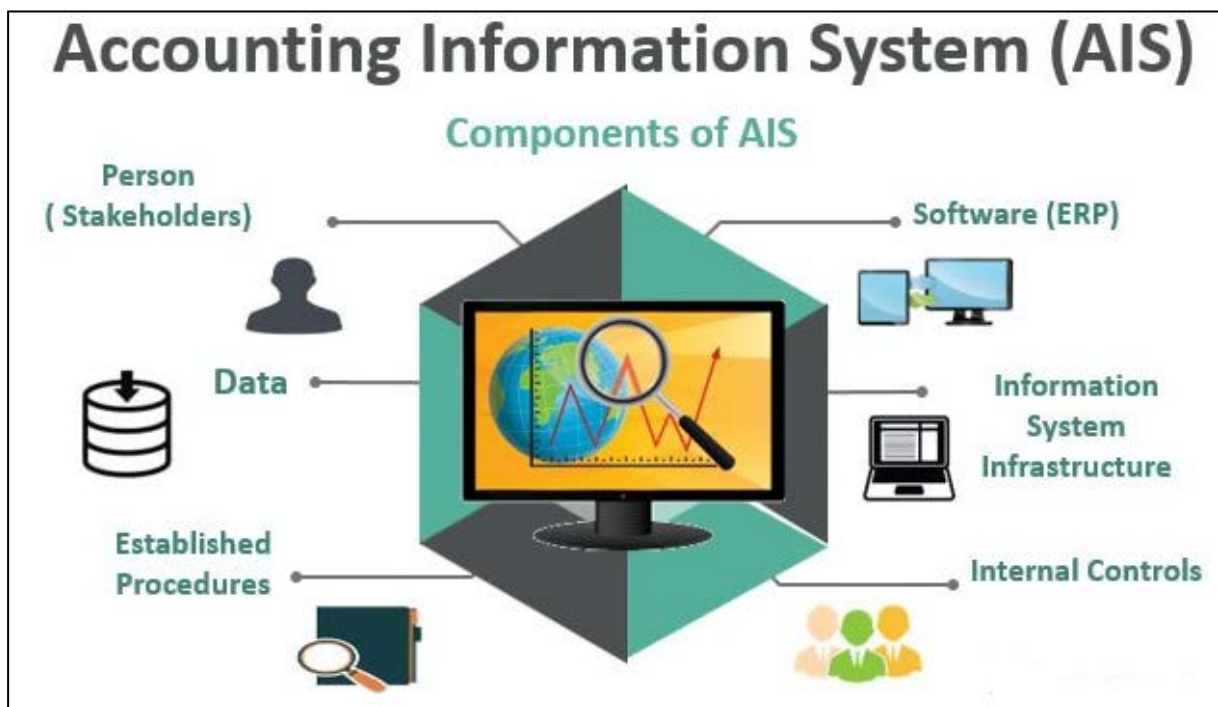 Accounting Information System (AIS)
Components of AIS
Person
( Stakeholders)
Software (ERP)
Data
Information
System
Infrastructure
Established
Procedures
Internal Controls